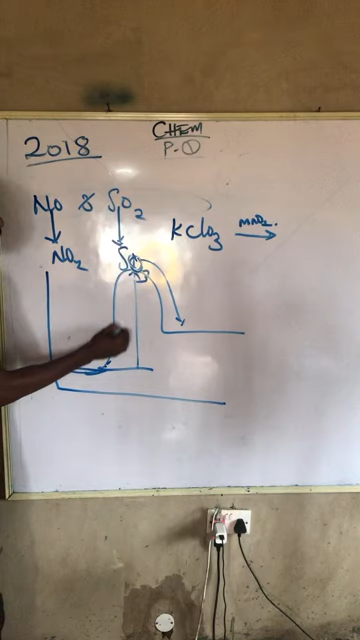 CHEM
2018 P.①
NO & SO₂
KClO₃ MnO₂. →
NO₂ SO₃